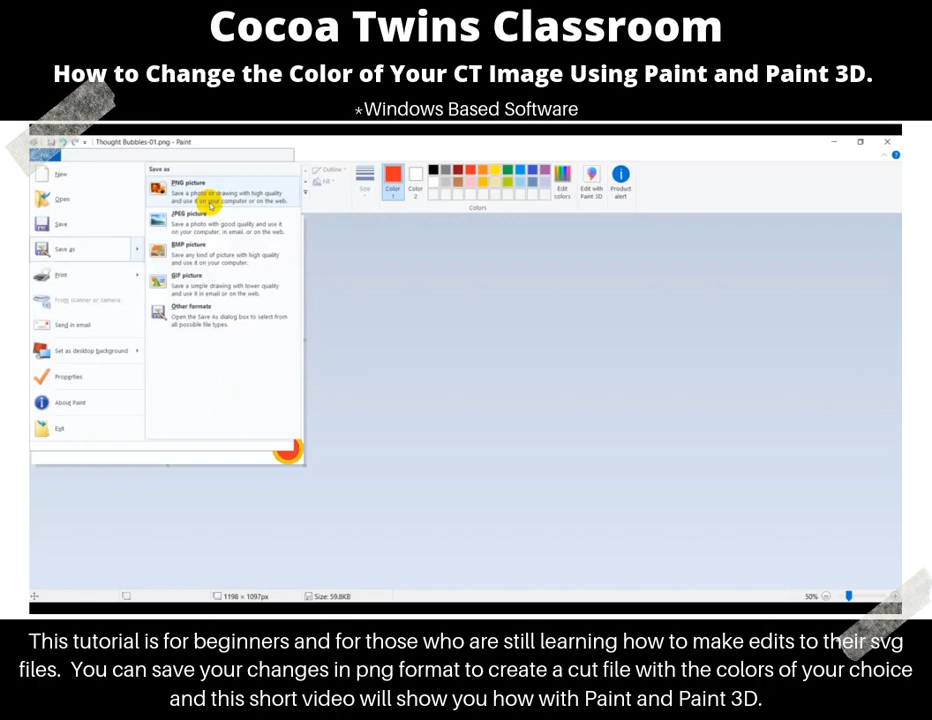 Cocoa Twins Classroom
How to Change the Color of Your CT Image Using Paint and Paint 3D.
*Windows Based Software
Thought Bubbles-01.png - Paint
New
Open
Save
Save as
Print
From scanner or camera
Send in email
Set as desktop background
Properties
About Paint
Exit
Save as
PNG picture
Save a photo or drawing with high quality
and use it on your computer or on the web.
JPEG picture
Save a photo with good quality and use it
on your computer, in email, or on the web.
BMP picture
Save any kind of picture with high quality
and use it on your computer.
GIF picture
Save a simple drawing with lower quality
and use it in email or on the web.
Other formats
Open the Save As dialog box to select from
all possible file types.
Outline
Fill
Size
Color
1
Color
2
Edit
colors
Edit with
Paint 3D
Product
alert
Colors
1198 × 1097px
Size: 59.8KB
50%
This tutorial is for beginners and for those who are still learning how to make edits to their svg
files.  You can save your changes in png format to create a cut file with the colors of your choice
and this short video will show you how with Paint and Paint 3D.